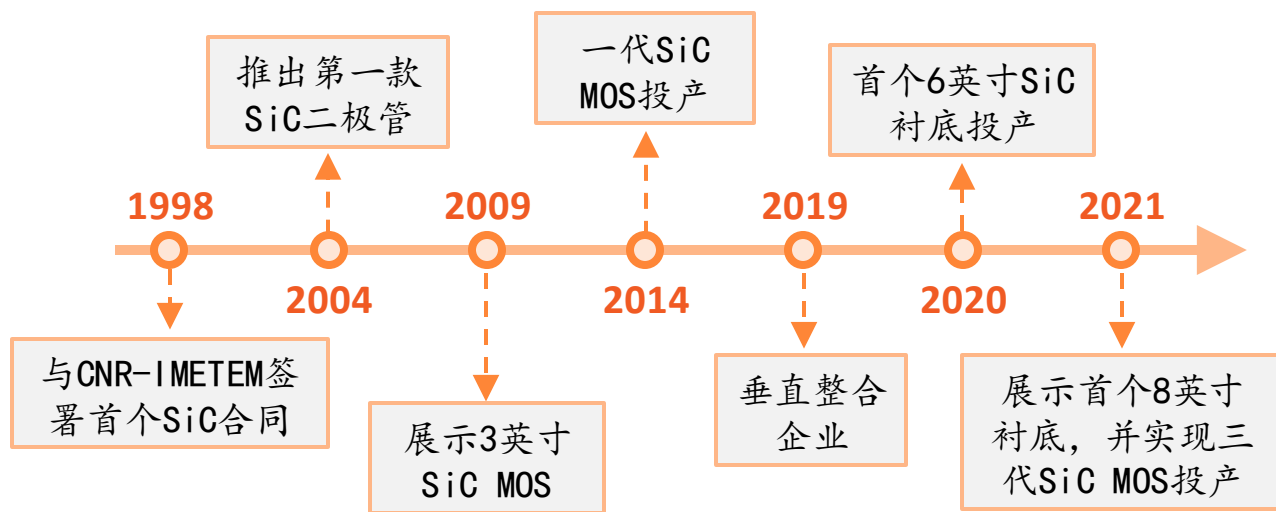 推出第一款
SiC二极管
一代SiC
MOS投产
首个6英寸SiC
衬底投产
1998
2009
2019
2021
2004
2014
2020
与CNR-IMETEM签
署首个SiC合同
展示3英寸
SiC MOS
垂直整合
企业
展示首个8英寸
衬底，并实现三
代SiC MOS投产